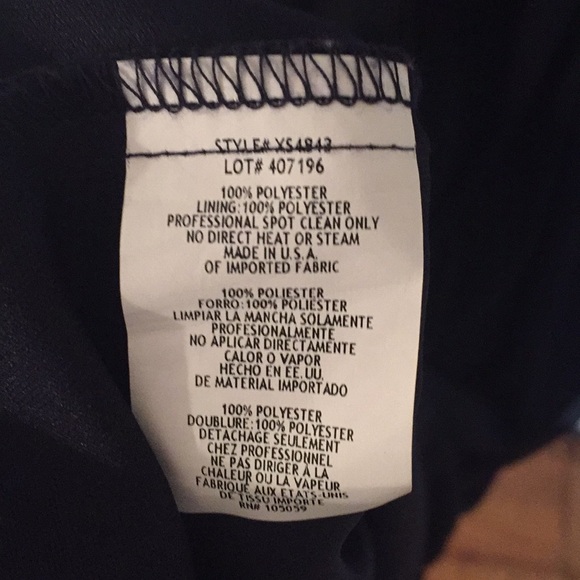 STYLE# XS4843
LOT# 407196
100% POLYESTER
LINING:100% POLYESTER
PROFESSIONAL SPOT CLEAN ONLY
NO DIRECT HEAT OR STEAM
MADE IN U.S.A.
OF IMPORTED FABRIC
100% POLIESTER
FORRO:100% POLIESTER
LIMPIAR LA MANCHA SOLAMENTE
PROFESIONALMENTE
NO APLICAR DIRECTAMENTE
CALOR O VAPOR
HECHO EN EE.UU.
DE MATERIAL IMPORTADO
100% POLYESTER
DOUBLURE:100% POLYESTER
DETACHAGE SEULEMENT
CHEZ PROFESSIONNEL
NE PAS DIRIGER À LA
CHALEUR OU LA VAPEUR
FABRIQUÉ AUX ETATS-UNIS
DE TISSU IMPORTE
RN# 105059